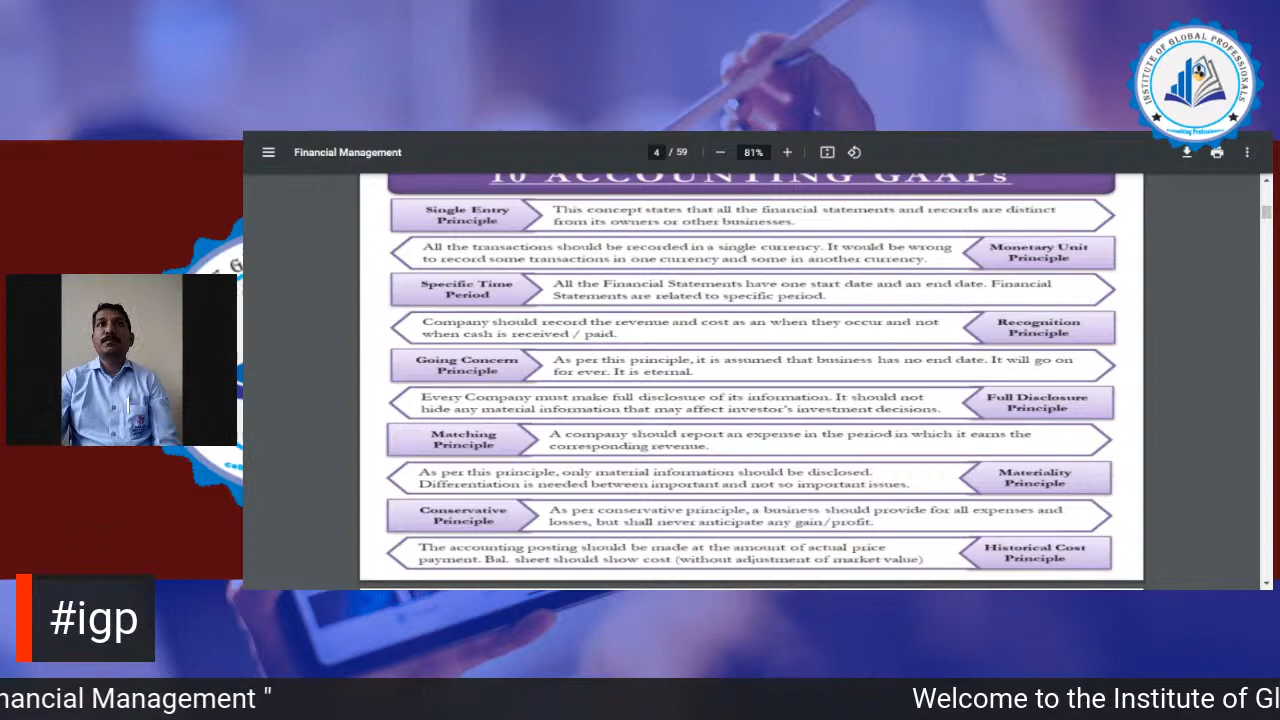 INSTITUTE OF GLOBAL PROFESSIONALS
Financial Management
4 / 59
81%
10 ACCOUNTING GAAPs
Single Entry
Principle
This concept states that all the financial statements and records are distinct
from its owners or other businesses.
All the transactions should be recorded in a single currency. It would be wrong
to record some transactions in one currency and some in another currency.
Monetary Unit
Principle
Specific Time
Period
All the Financial Statements have one start date and an end date. Financial
Statements are related to specific period.
Company should record the revenue and cost as an when they occur and not
when cash is received / paid.
Recognition
Principle
Going Concern
Principle
As per this principle, it is assumed that business has no end date. It will go on
for ever. It is eternal.
Every Company must make full disclosure of its information. It should not
hide any material information that may affect investor's investment decisions.
Full Disclosure
Principle
Matching
Principle
A company should report an expense in the period in which it earns the
corresponding revenue.
As per this principle, only material information should be disclosed.
Differentiation is needed between important and not so important issues.
Materiality
Principle
Conservative
Principle
As per conservative principle, a business should provide for all expenses and
losses, but shall never anticipate any gain/profit.
The accounting posting should be made at the amount of actual price
payment. Bal. sheet should show cost (without adjustment of market value)
Historical Cost
Principle
#igp
nancial Management "
Welcome to the Institute of Gl